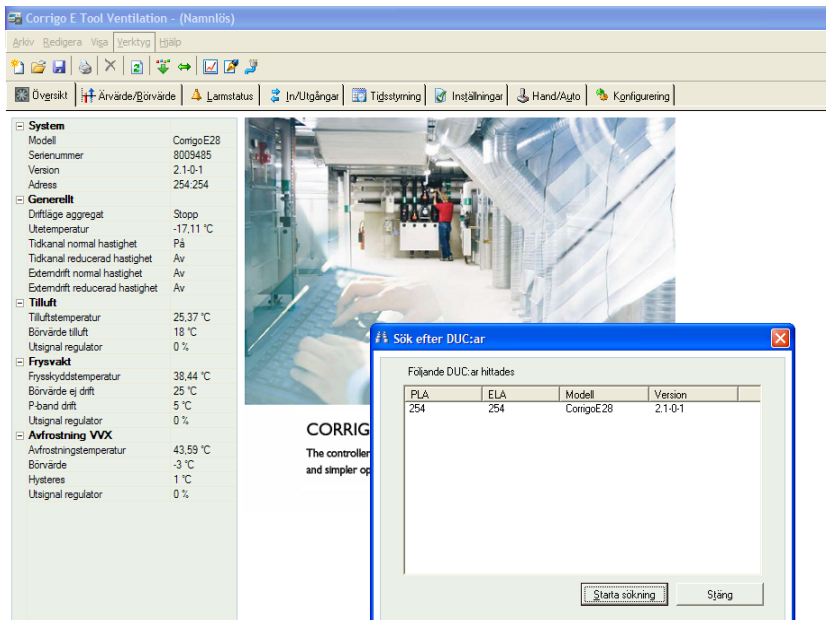 Corrigo E Tool Ventilation - (Namnlös)
Arkiv Redigera Visa Verktyg Hjälp
Översikt Ärvärde/Börvärde Larmstatus In/Utgångar Tidsstyrning Inställningar Hand/Auto Konfigurering
System
Modell CorrigoE28
Serienummer 8009485
Version 2.1-0-1
Adress 254:254
Generellt
Driftläge aggregat Stopp
Utetemperatur -17,11 °C
Tidkanal normal hastighet På
Tidkanal reducerad hastighet Av
Externdrift normal hastighet Av
Externdrift reducerad hastighet Av
Tilluft
Tilluftstemperatur 25,37 °C
Börvärde tilluft 18 °C
Utsignal regulator 0 %
Frysvakt
Frysskyddstemperatur 38,44 °C
Börvärde ej drift 25 °C
P-band drift 5 °C
Utsignal regulator 0 %
Avfrostning VVX
Avfrostningstemperatur 43,59 °C
Börvärde -3 °C
Hysteres 1 °C
Utsignal regulator 0 %
CORRIG
The controller
and simpler op
Sök efter DUC:ar
Följande DUC:ar hittades
PLA ELA Modell Version
254 254 CorrigoE28 2.1-0-1
Starta sökning Stäng